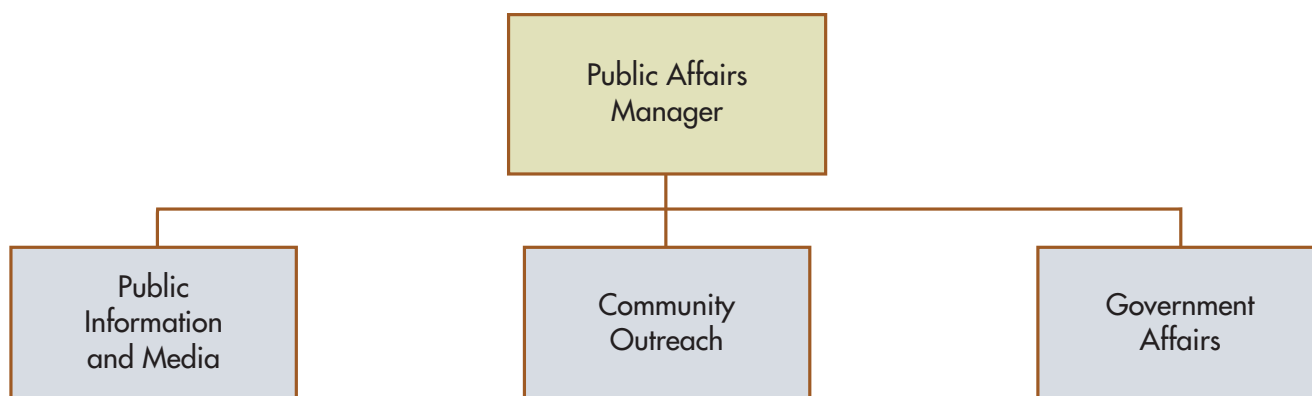 Public Affairs
Manager
Public
Information
and Media
Community
Outreach
Government
Affairs